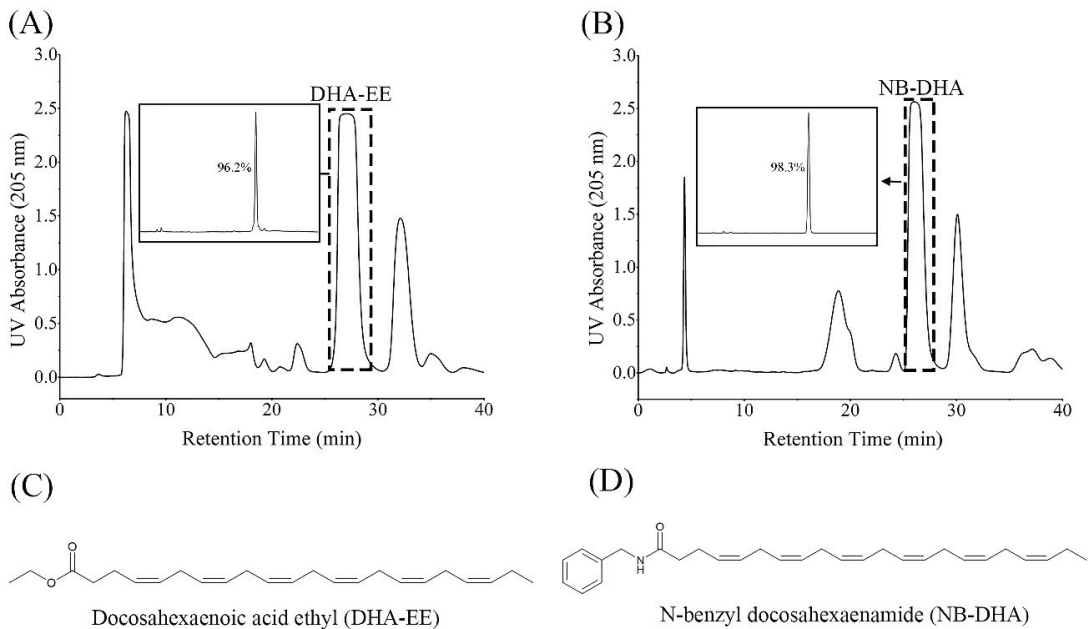 (A)
3.0
2.5
2.0
1.5
1.0
0.5
0.0
UV Absorbance (205 nm)
DHA-EE
96.2%
0
10
20
30
40
Retention Time (min)
(B)
3.0
2.5
2.0
1.5
1.0
0.5
0.0
UV Absorbance (205 nm)
NB-DHA
98.3%
0
10
20
30
40
Retention Time (min)
(C)
O
O
Docosahexaenoic acid ethyl (DHA-EE)
(D)
O
N
H
N-benzyl docosahexaenamide (NB-DHA)